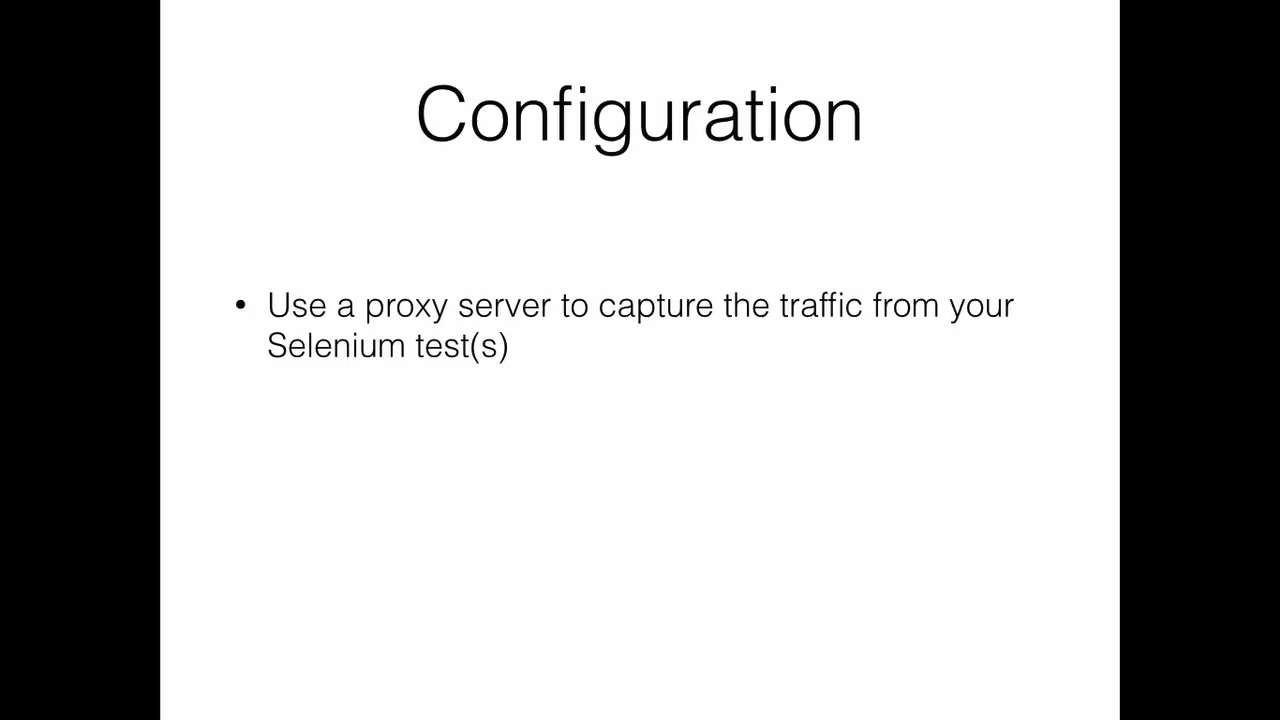 Configuration
• Use a proxy server to capture the traffic from your
Selenium test(s)